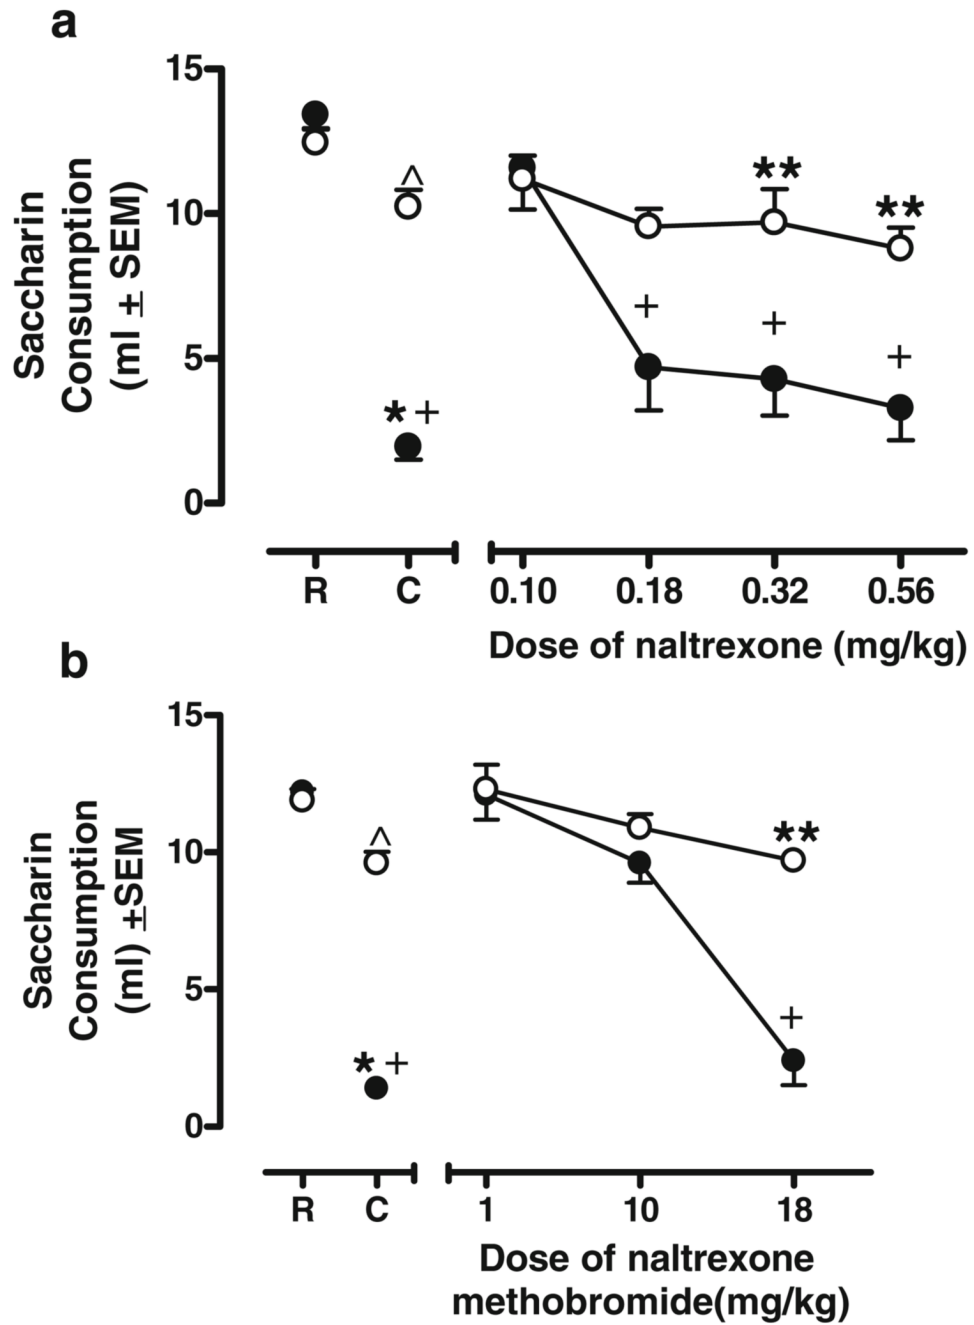 a
Saccharin
Consumption
(ml ± SEM)
15
10
5
0
^
* +
**
**
+
+
+
R C 0.10 0.18 0.32 0.56
Dose of naltrexone (mg/kg)
b
Saccharin
Consumption
(ml) ±SEM
15
10
5
0
^
* +
**
+
R C 1 10 18
Dose of naltrexone
methobromide(mg/kg)